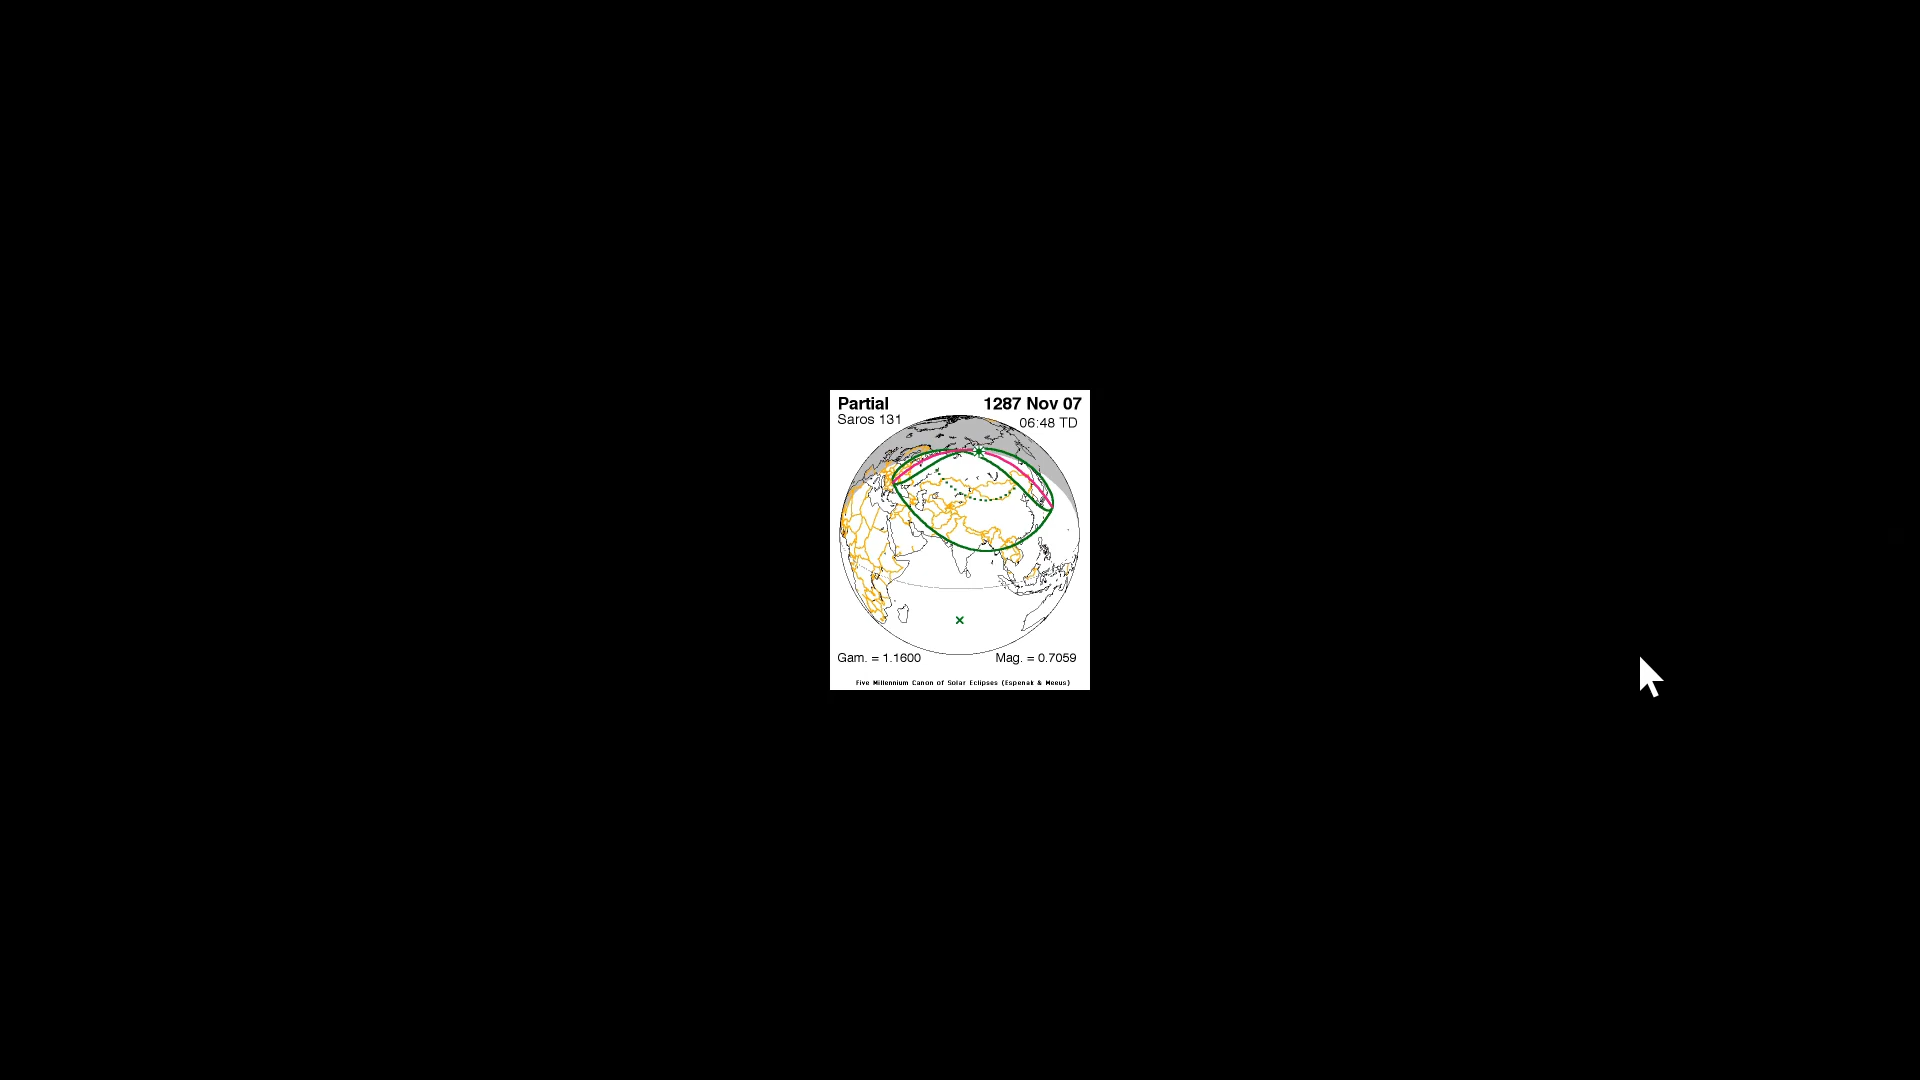 Partial 1287 Nov 07
Saros 131 06:48 TD
Gam. = 1.1600 Mag. = 0.7059
Five Millennium Canon of Solar Eclipses (Espenak & Meeus)